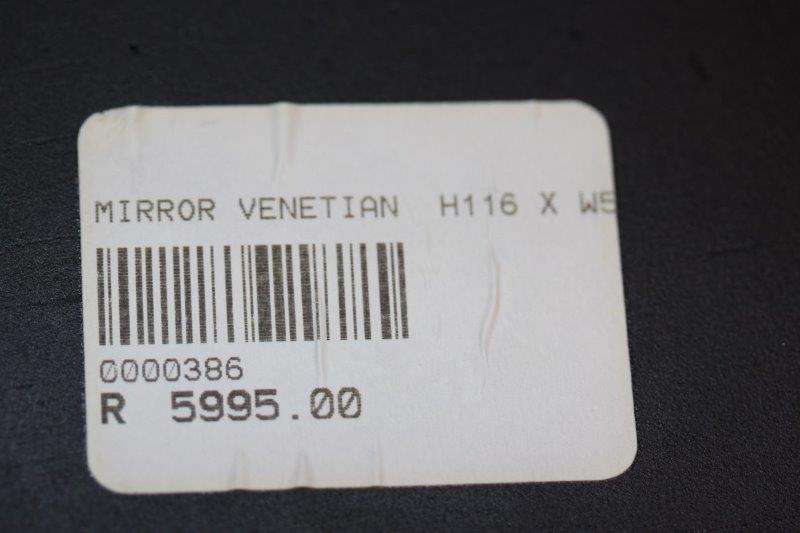 MIRROR VENETIAN H116 X W5
0000386
R 5995.00